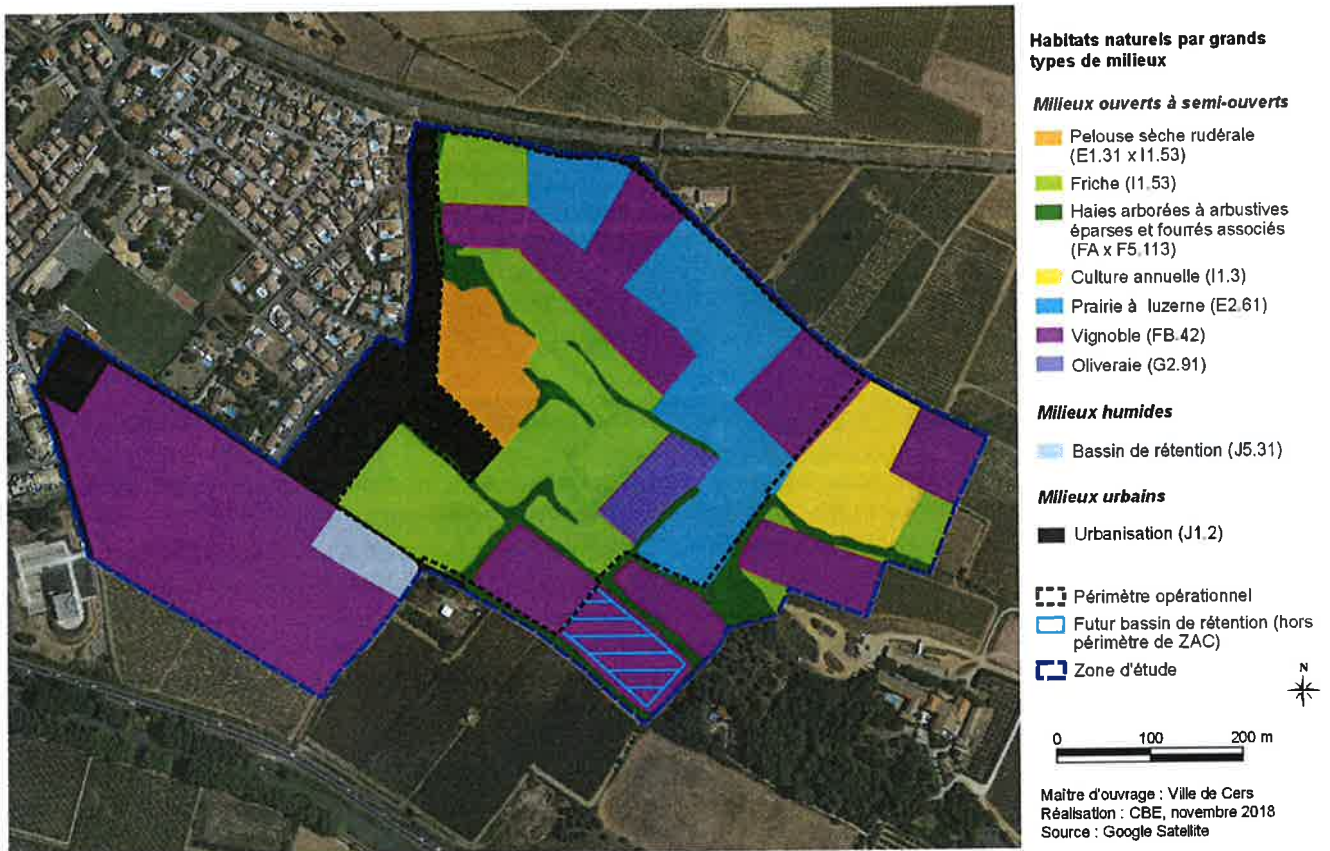 Habitats naturels par grands
types de milieux
Milieux ouverts à semi-ouverts
Pelouse sèche rudérale
(E1.31 x I1.53)
Friche (I1.53)
Haies arborées à arbustives
éparses et fourrés associés
(FA x F5.113)
Culture annuelle (I1.3)
Prairie à luzerne (E2.61)
Vignoble (FB.42)
Oliveraie (G2.91)
Milieux humides
Bassin de rétention (J5.31)
Milieux urbains
Urbanisation (J1.2)
Périmètre opérationnel
Futur bassin de rétention (hors
périmètre de ZAC)
Zone d'étude
N
0 100 200 m
Maître d'ouvrage : Ville de Cers
Réalisation : CBE, novembre 2018
Source : Google Satellite